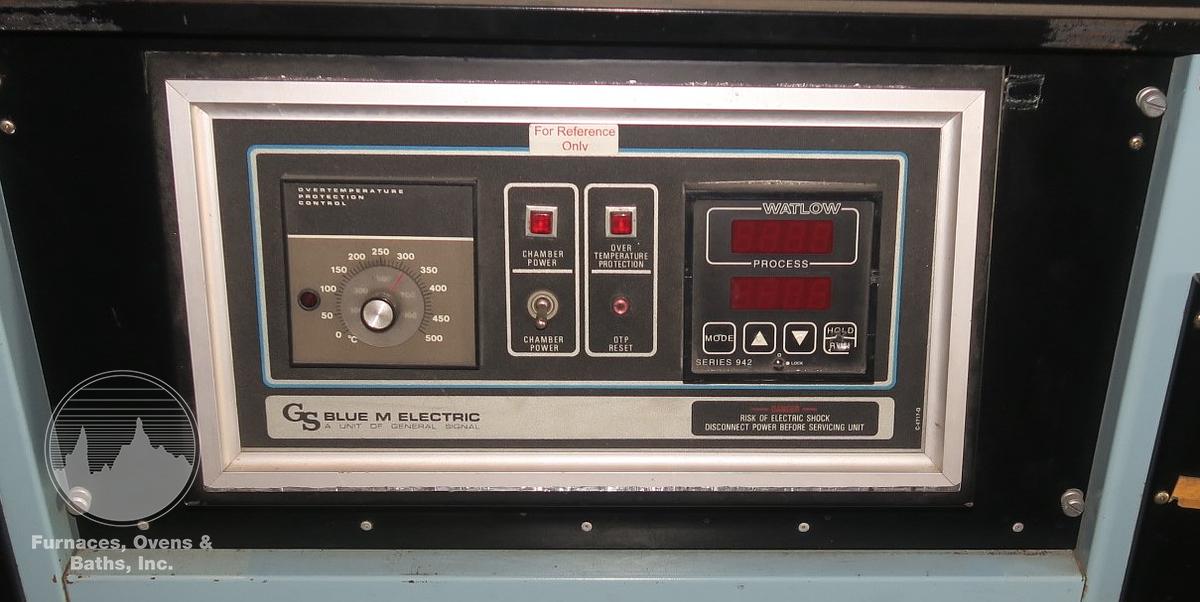 For Reference
Only
OVERTEMPERATURE
PROTECTION
CONTROL
0
50
100
150
200
250
300
350
400
450
500
°C
CHAMBER
POWER
CHAMBER
POWER
OVER
TEMPERATURE
PROTECTION
OTP
RESET
WATLOW
PROCESS
MODE
HOLD
RUN
SERIES 942
LOCK
GS BLUE M ELECTRIC
A UNIT OF GENERAL SIGNAL
DANGER
RISK OF ELECTRIC SHOCK
DISCONNECT POWER BEFORE SERVICING UNIT
Furnaces, Ovens &
Baths, Inc.